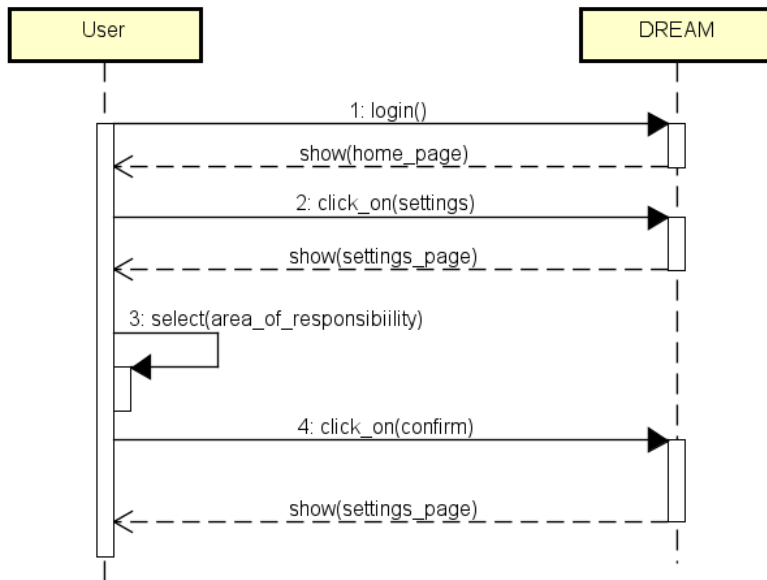 User
DREAM
1: login()
show(home_page)
2: click_on(settings)
show(settings_page)
3: select(area_of_responsibiility)
4: click_on(confirm)
show(settings_page)